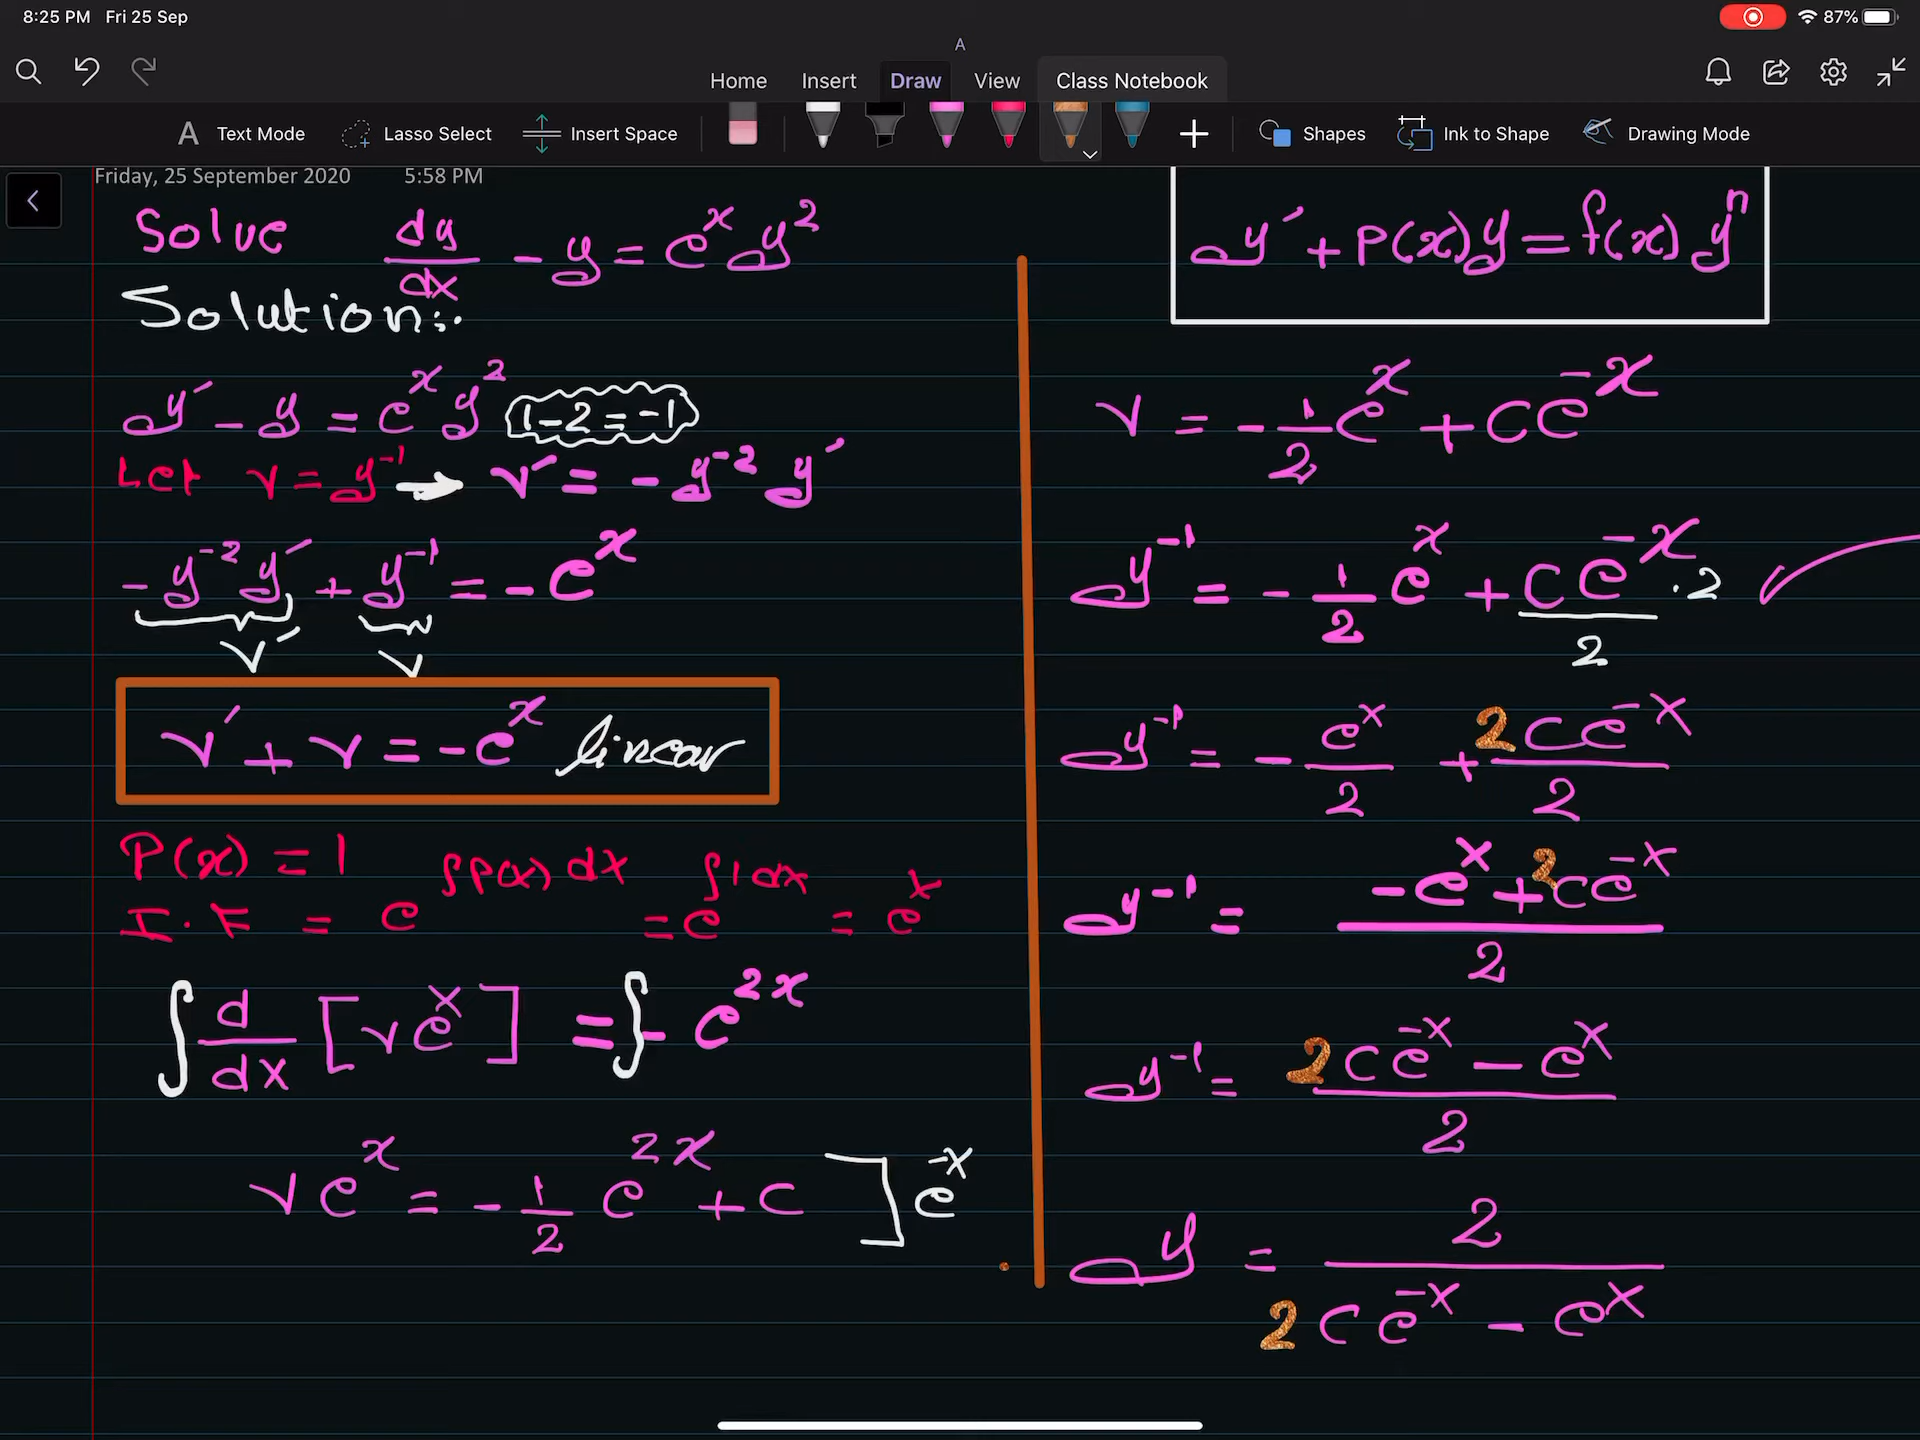 8:25 PM Fri 25 Sep
87%
A
Home Insert Draw View Class Notebook
A Text Mode Lasso Select Insert Space Shapes Ink to Shape Drawing Mode
Friday, 25 September 2020 5:58 PM
Solve dy/dx - y = e^x y^2
Solution:.
y' - y = e^x y^2 1-2=-1
Let v = y^-1 → v' = -y^-2 y'
-y^-2 y' + y^-1 = -e^x
v' v
v' + v = -e^x linear
P(x) = 1
I.F = e^∫p(x)dx = e^∫1dx = e^x
∫ d/dx [v e^x] = ∫- e^2x
v e^x = - 1/2 e^2x + c ] e^-x
y' + P(x)y = f(x) y^n
v = - 1/2 e^x + C e^-x
y^-1 = - 1/2 e^x + C e^-x/2 · 2
y^-1 = - e^x/2 + 2Ce^-x/2
y^-1 = (-e^x + 2ce^-x)/2
y^-1 = (2ce^-x - e^x)/2
y = 2/(2ce^-x - e^x)